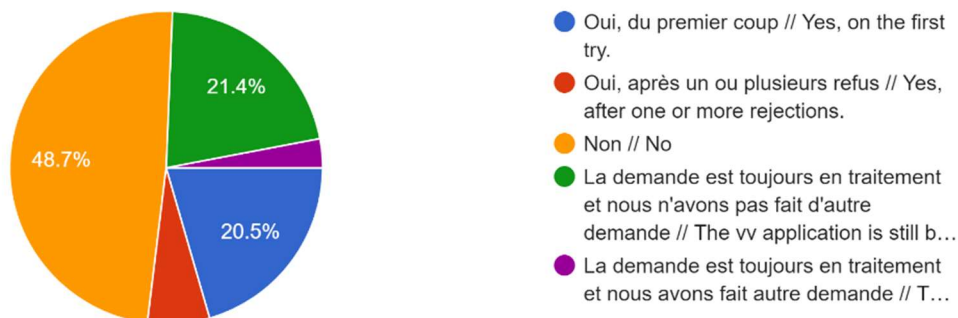 21.4%
48.7%
20.5%
Oui, du premier coup // Yes, on the first
try.
Oui, après un ou plusieurs refus // Yes,
after one or more rejections.
Non // No
La demande est toujours en traitement
et nous n'avons pas fait d'autre
demande // The vv application is still b…
La demande est toujours en traitement
et nous avons fait autre demande // T…